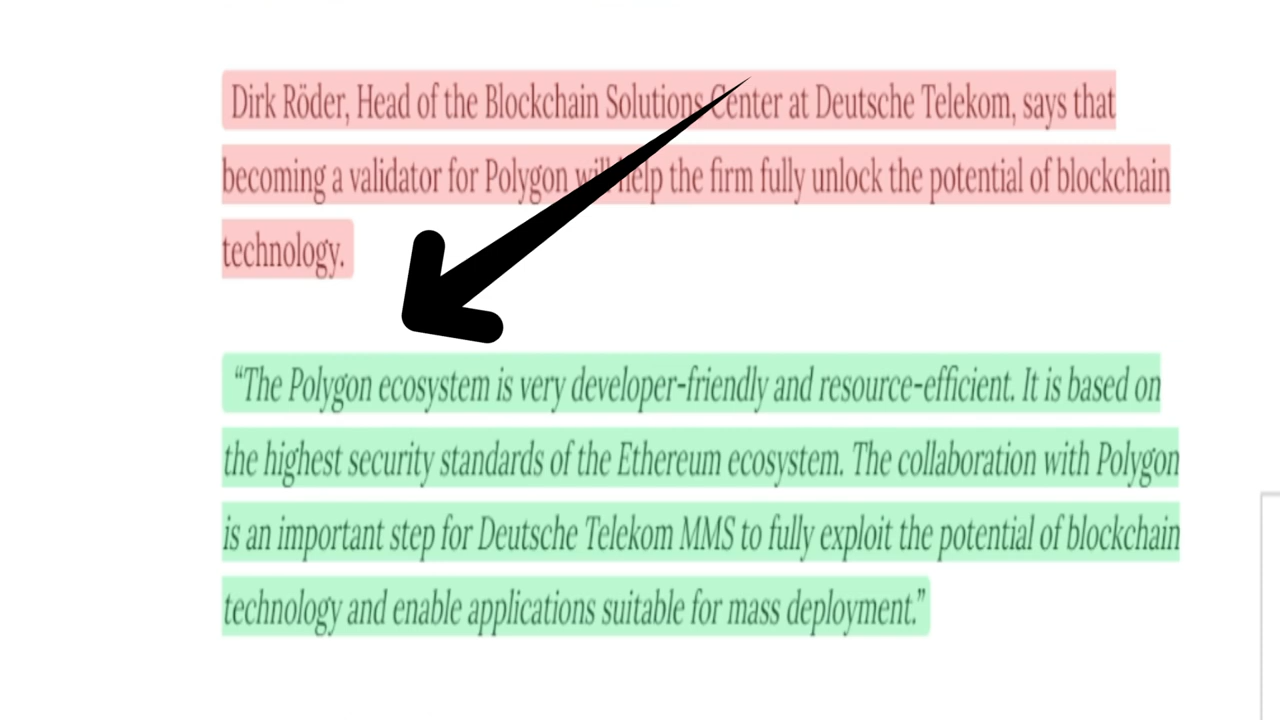 Dirk Röder, Head of the Blockchain Solutions Center at Deutsche Telekom, says that
becoming a validator for Polygon will help the firm fully unlock the potential of blockchain
technology.
“The Polygon ecosystem is very developer-friendly and resource-efficient. It is based on
the highest security standards of the Ethereum ecosystem. The collaboration with Polygon
is an important step for Deutsche Telekom MMS to fully exploit the potential of blockchain
technology and enable applications suitable for mass deployment.”